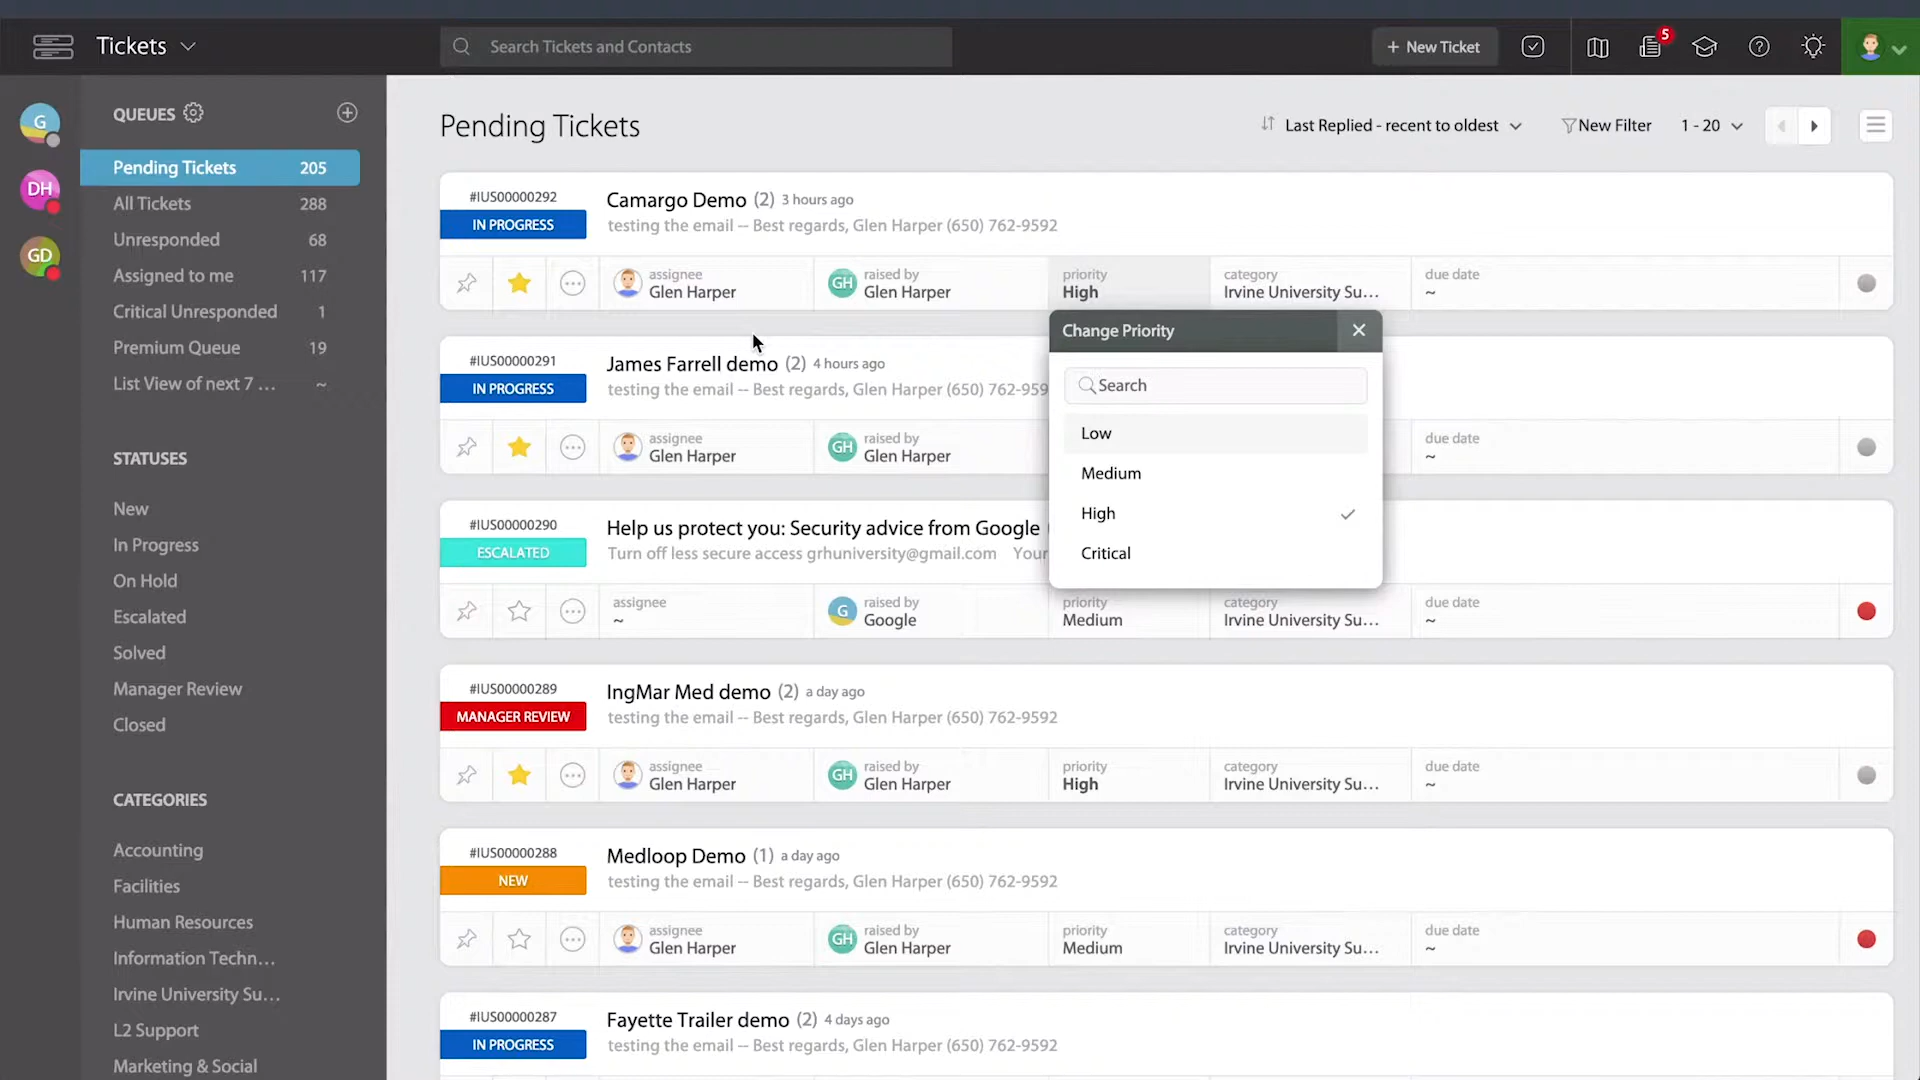 Tickets
Search Tickets and Contacts
+ New Ticket
5
G
DH
GD
QUEUES
Pending Tickets 205
All Tickets 288
Unresponded 68
Assigned to me 117
Critical Unresponded 1
Premium Queue 19
List View of next 7 ... ~
STATUSES
New
In Progress
On Hold
Escalated
Solved
Manager Review
Closed
CATEGORIES
Accounting
Facilities
Human Resources
Information Techn...
Irvine University Su...
L2 Support
Marketing & Social
Pending Tickets
Last Replied - recent to oldest
New Filter
1 - 20
#IUS00000292
IN PROGRESS
Camargo Demo (2) 3 hours ago
testing the email -- Best regards, Glen Harper (650) 762-9592
assignee
Glen Harper
GH
raised by
Glen Harper
priority
High
category
Irvine University Su...
due date
~
Change Priority
Search
Low
Medium
High
Critical
#IUS00000291
IN PROGRESS
James Farrell demo (2) 4 hours ago
testing the email -- Best regards, Glen Harper (650) 762-959
assignee
Glen Harper
GH
raised by
Glen Harper
due date
~
#IUS00000290
ESCALATED
Help us protect you: Security advice from Google
Turn off less secure access grhuniversity@gmail.com Your
assignee
~
G
raised by
Google
priority
Medium
category
Irvine University Su...
due date
~
#IUS00000289
MANAGER REVIEW
IngMar Med demo (2) a day ago
testing the email -- Best regards, Glen Harper (650) 762-9592
assignee
Glen Harper
GH
raised by
Glen Harper
priority
High
category
Irvine University Su...
due date
~
#IUS00000288
NEW
Medloop Demo (1) a day ago
testing the email -- Best regards, Glen Harper (650) 762-9592
assignee
Glen Harper
GH
raised by
Glen Harper
priority
Medium
category
Irvine University Su...
due date
~
#IUS00000287
IN PROGRESS
Fayette Trailer demo (2) 4 days ago
testing the email -- Best regards, Glen Harper (650) 762-9592